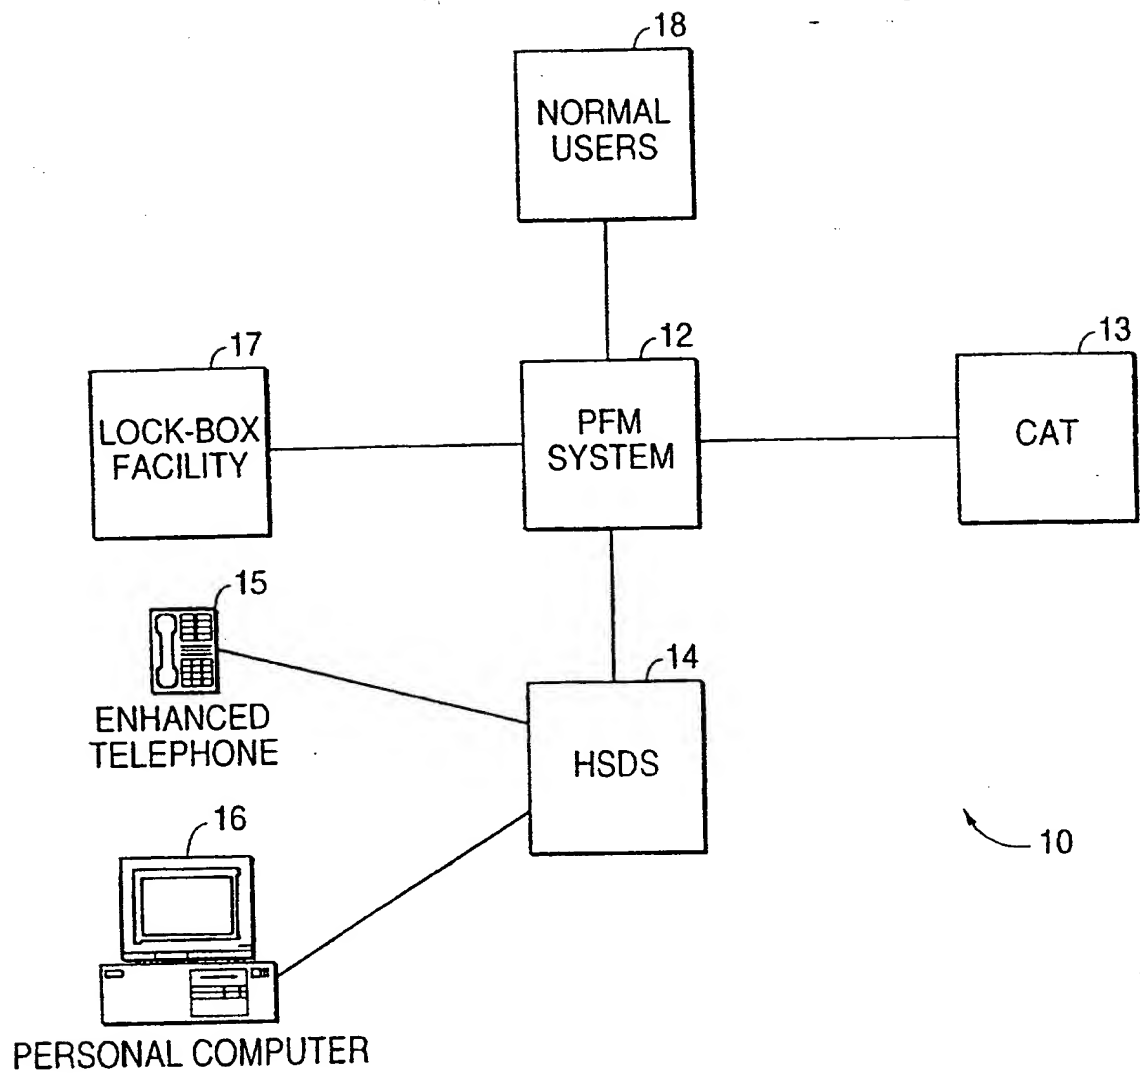 18
NORMAL
USERS
17
12
13
LOCK-BOX
FACILITY
PFM
SYSTEM
CAT
15
14
ENHANCED
TELEPHONE
HSDS
16
10
PERSONAL COMPUTER